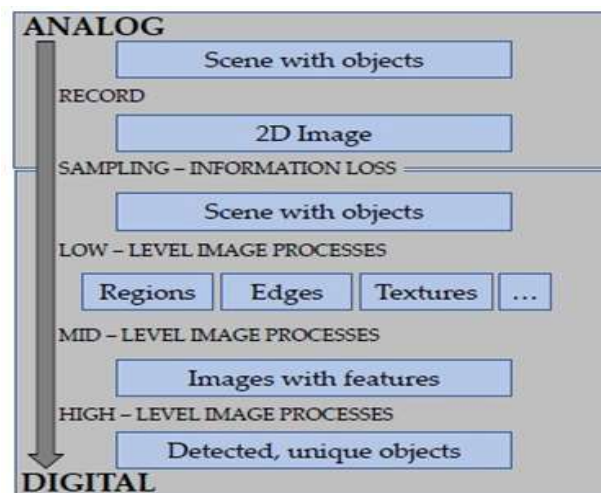 ANALOG
Scene with objects
RECORD
2D Image
SAMPLING – INFORMATION LOSS
Scene with objects
LOW – LEVEL IMAGE PROCESSES
Regions Edges Textures ...
MID – LEVEL IMAGE PROCESSES
Images with features
HIGH – LEVEL IMAGE PROCESSES
Detected, unique objects
DIGITAL